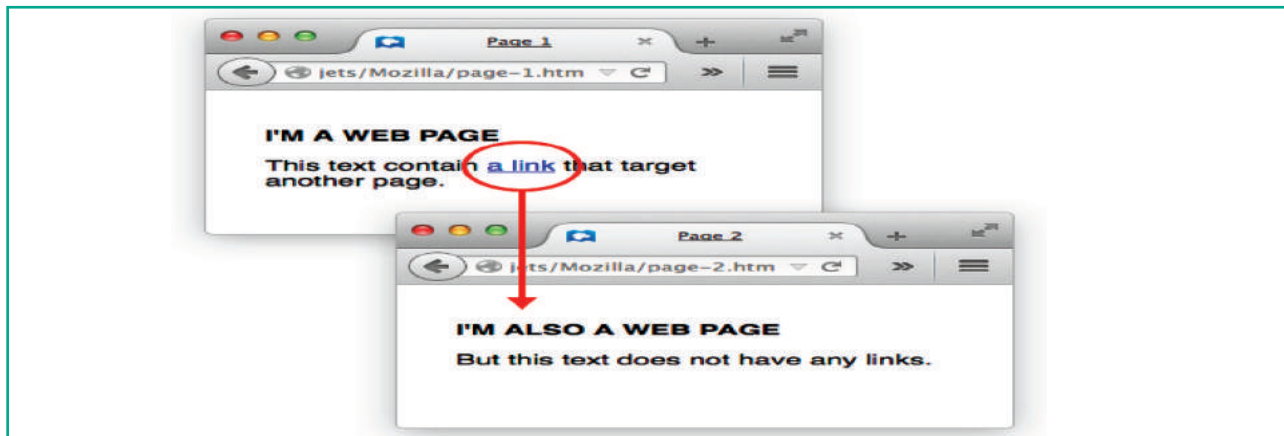 Page 1
jets/Mozilla/page-1.htm
I'M A WEB PAGE
This text contain a link that target
another page.
Page 2
jets/Mozilla/page-2.htm
I'M ALSO A WEB PAGE
But this text does not have any links.